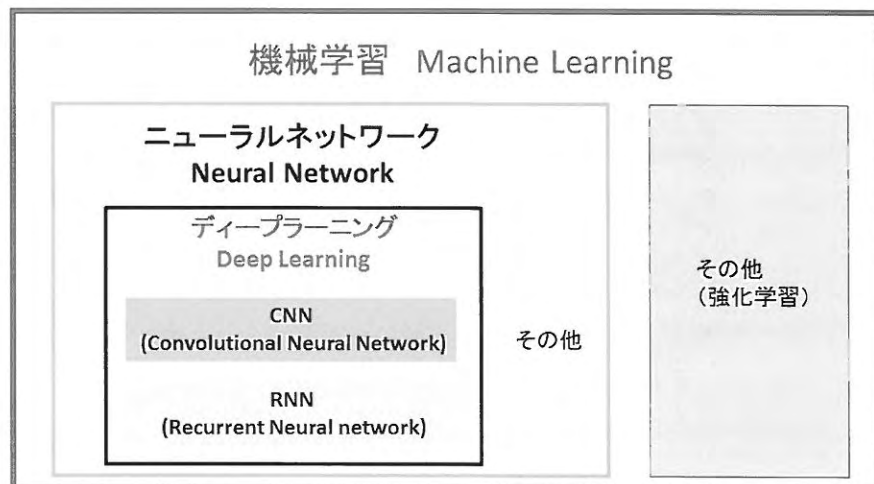 機械学習 Machine Learning
ニューラルネットワーク
Neural Network
ディープラーニング
Deep Learning
CNN
(Convolutional Neural Network)
RNN
(Recurrent Neural network)
その他
その他
（強化学習）